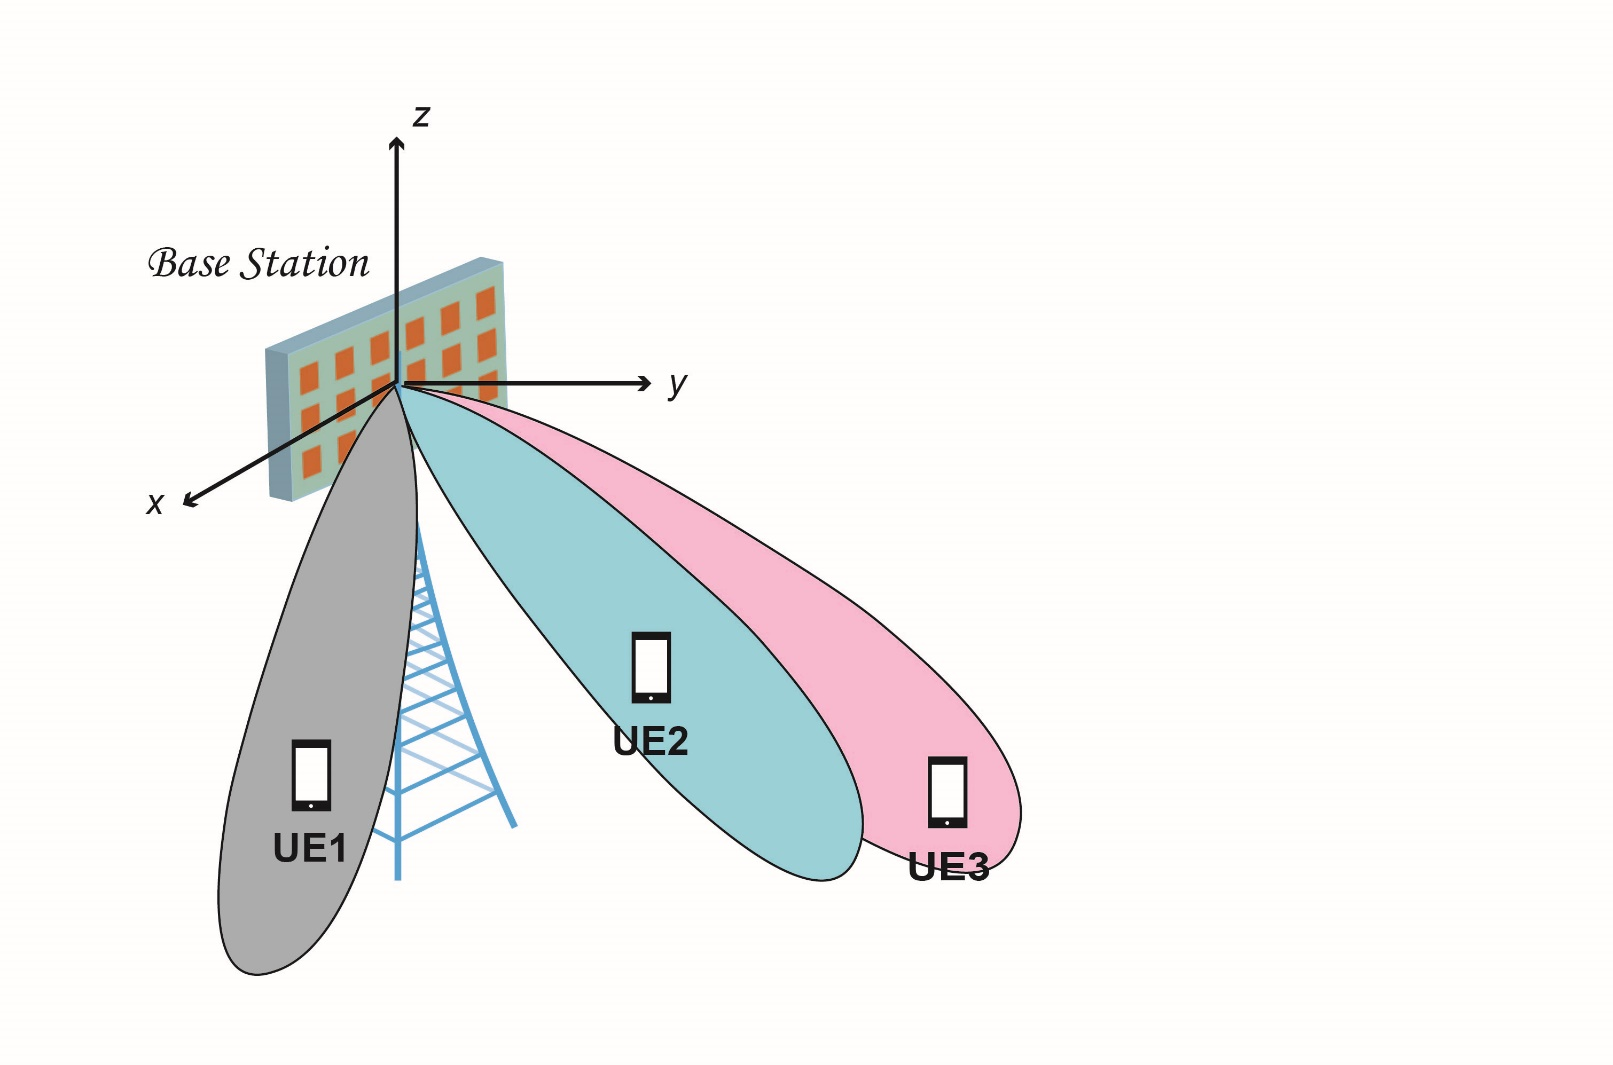 z
Base Station
y
x
UE2
UE1
UE3